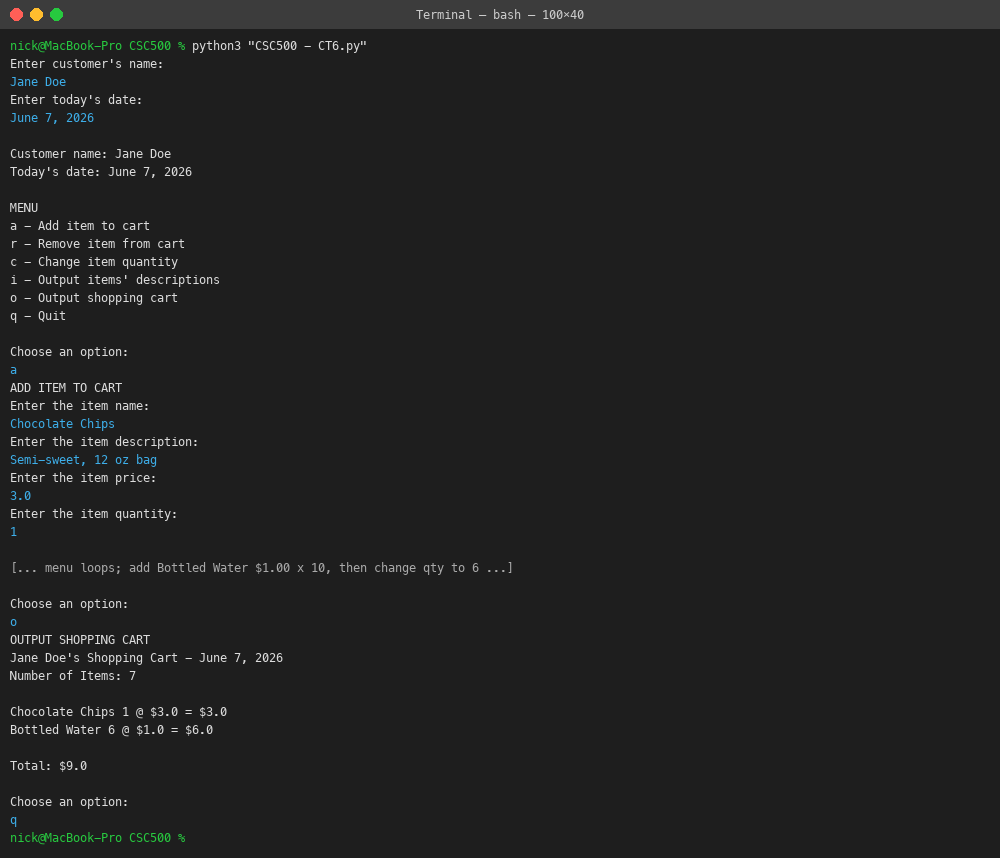 Terminal — bash — 100×40
nick@MacBook–Pro CSC500 % python3 "CSC500 – CT6.py"
Enter customer's name:
Jane Doe
Enter today's date:
June 7, 2026
Customer name: Jane Doe
Today's date: June 7, 2026
MENU
a – Add item to cart
r – Remove item from cart
c – Change item quantity
i – Output items' descriptions
o – Output shopping cart
q – Quit
Choose an option:
a
ADD ITEM TO CART
Enter the item name:
Chocolate Chips
Enter the item description:
Semi–sweet, 12 oz bag
Enter the item price:
3.0
Enter the item quantity:
1
[... menu loops; add Bottled Water $1.00 x 10, then change qty to 6 ...]
Choose an option:
o
OUTPUT SHOPPING CART
Jane Doe's Shopping Cart – June 7, 2026
Number of Items: 7
Chocolate Chips 1 @ $3.0 = $3.0
Bottled Water 6 @ $1.0 = $6.0
Total: $9.0
Choose an option:
q
nick@MacBook–Pro CSC500 %